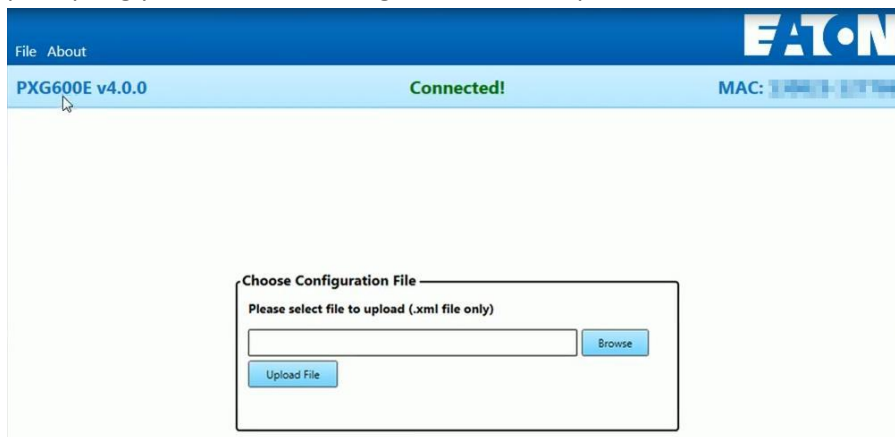 EATON
File About
PXG600E v4.0.0 Connected! MAC:
Choose Configuration File
Please select file to upload (.xml file only)
Browse
Upload File